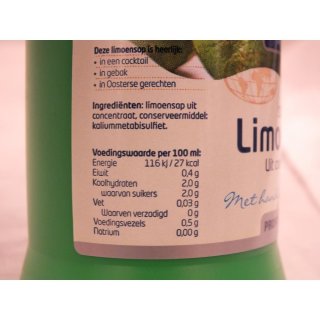 Deze limoensap is heerlijk:
• in een cocktail
• in gebak
• in Oosterse gerechten
Ingrediënten: limoensap uit
concentraat, conserveermiddel:
kaliummetabisulfiet.
Voedingswaarde per 100 ml:
Energie 116 kj / 27 kcal
Eiwit 0,4 g
Koolhydraten 2,0 g
waarvan suikers 2,0 g
Vet 0,03 g
Waarvan verzadigd 0 g
Voedingsvezels 0,5 g
Natrium 0,00 g
Limo
Uit
Met